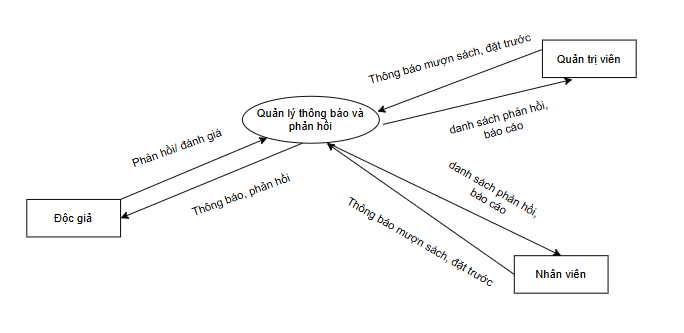 Thông báo mượn sách, đặt trước
Quản trị viên
Quản lý thông báo và
phản hồi
danh sách phản hồi,
báo cáo
Phản hồi/ đánh giá
Thông báo, phản hồi
danh sách phản hồi,
báo cáo
Độc giả
Thông báo mượn sách, đặt trước
Nhân viên